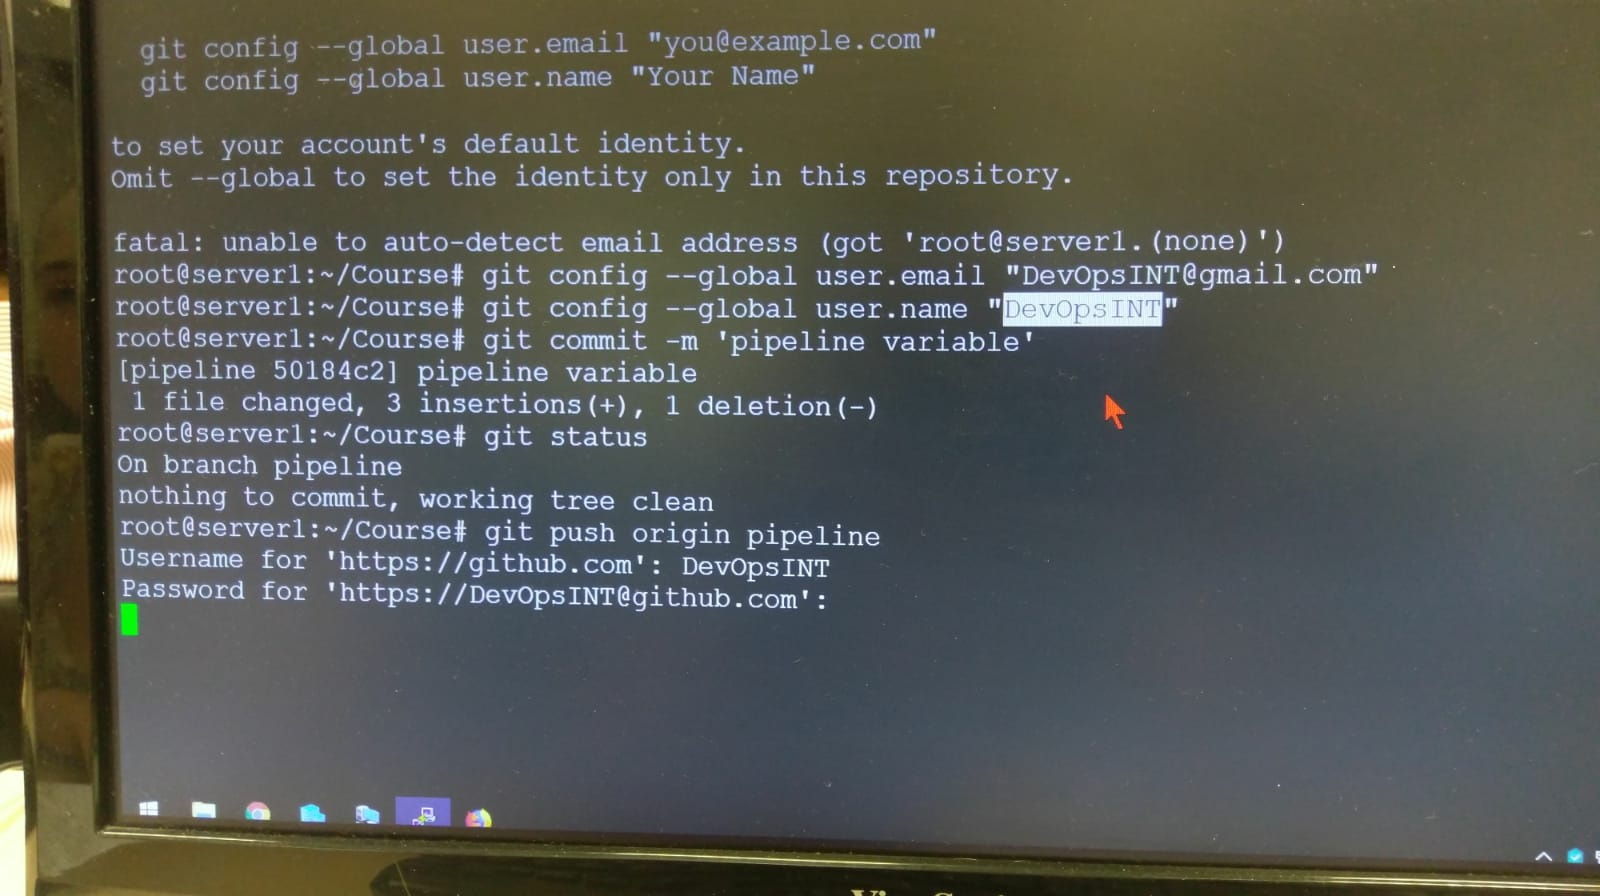 git config --global user.email "you@example.com"
git config --global user.name "Your Name"
to set your account's default identity.
Omit --global to set the identity only in this repository.
fatal: unable to auto-detect email address (got 'root@server1.(none)')
root@server1:~/Course# git config --global user.email "DevOpsINT@gmail.com"
root@server1:~/Course# git config --global user.name "DevOpsINT"
root@server1:~/Course# git commit -m 'pipeline variable'
[pipeline 50184c2] pipeline variable
1 file changed, 3 insertions(+), 1 deletion(-)
root@server1:~/Course# git status
On branch pipeline
nothing to commit, working tree clean
root@server1:~/Course# git push origin pipeline
Username for 'https://github.com': DevOpsINT
Password for 'https://DevOpsINT@github.com':